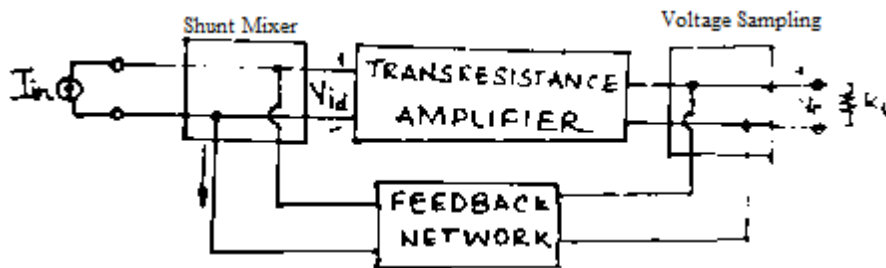 Shunt Mixer
Voltage Sampling
Iin
Vid
TRANSRESISTANCE
AMPLIFIER
FEEDBACK
NETWORK